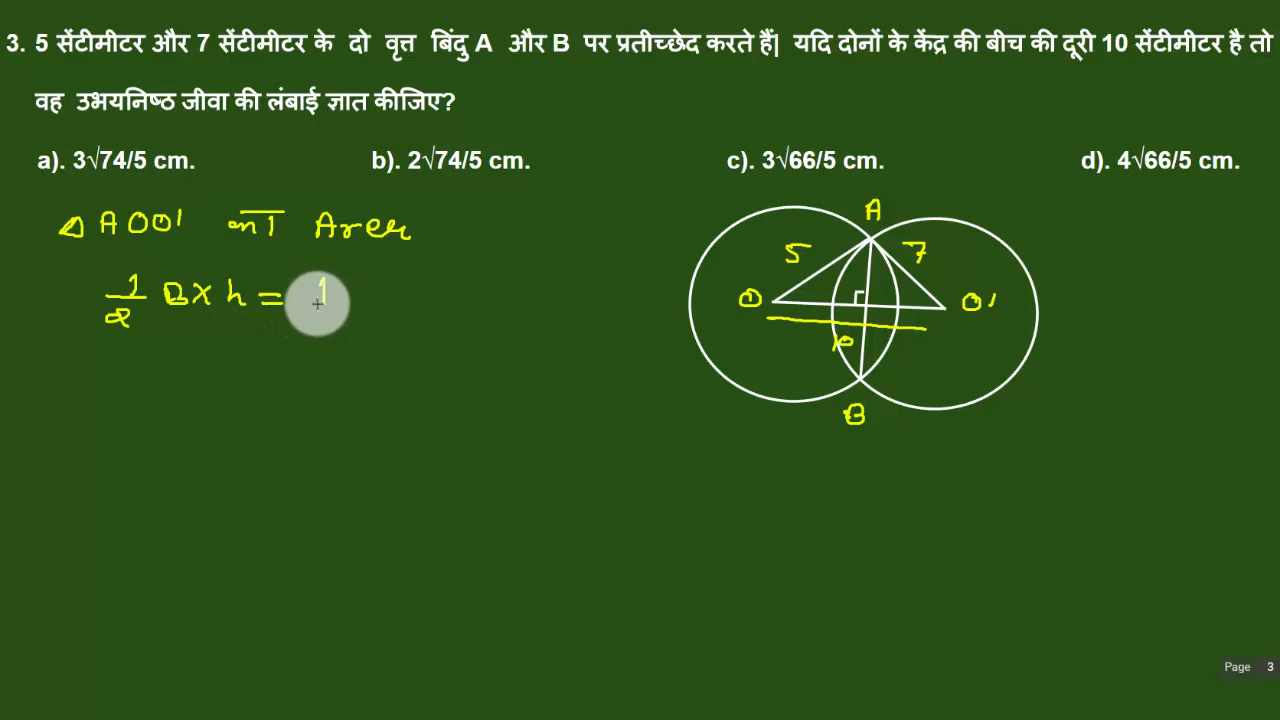 3. 5 सेंटीमीटर और 7 सेंटीमीटर के दो वृत्त बिंदु A और B पर प्रतीच्छेद करते हैं| यदि दोनों के केंद्र की बीच की दूरी 10 सेंटीमीटर है तो
वह उभयनिष्ठ जीवा की लंबाई ज्ञात कीजिए?
a). 3√74/5 cm. b). 2√74/5 cm. c). 3√66/5 cm. d). 4√66/5 cm.
△ A O O' का Area
1/2 B × h = 1
A
5 7
O O'
10
B
Page 3